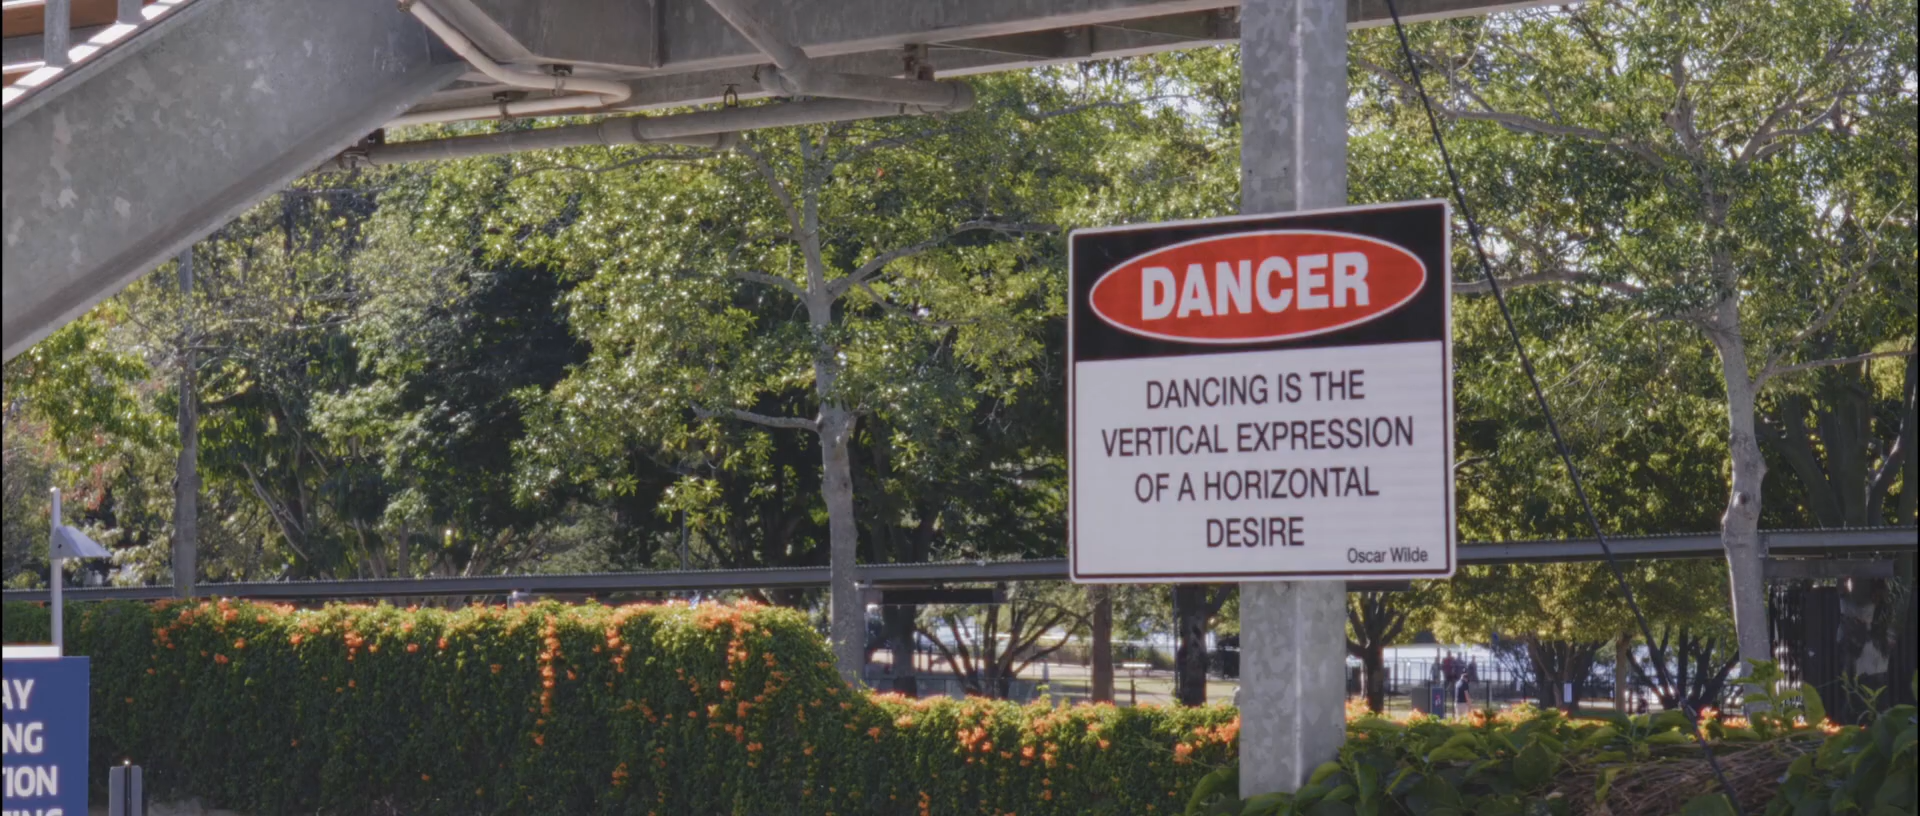 DANCER
DANCING IS THE
VERTICAL EXPRESSION
OF A HORIZONTAL
DESIRE
Oscar Wilde
AY
NG
TION